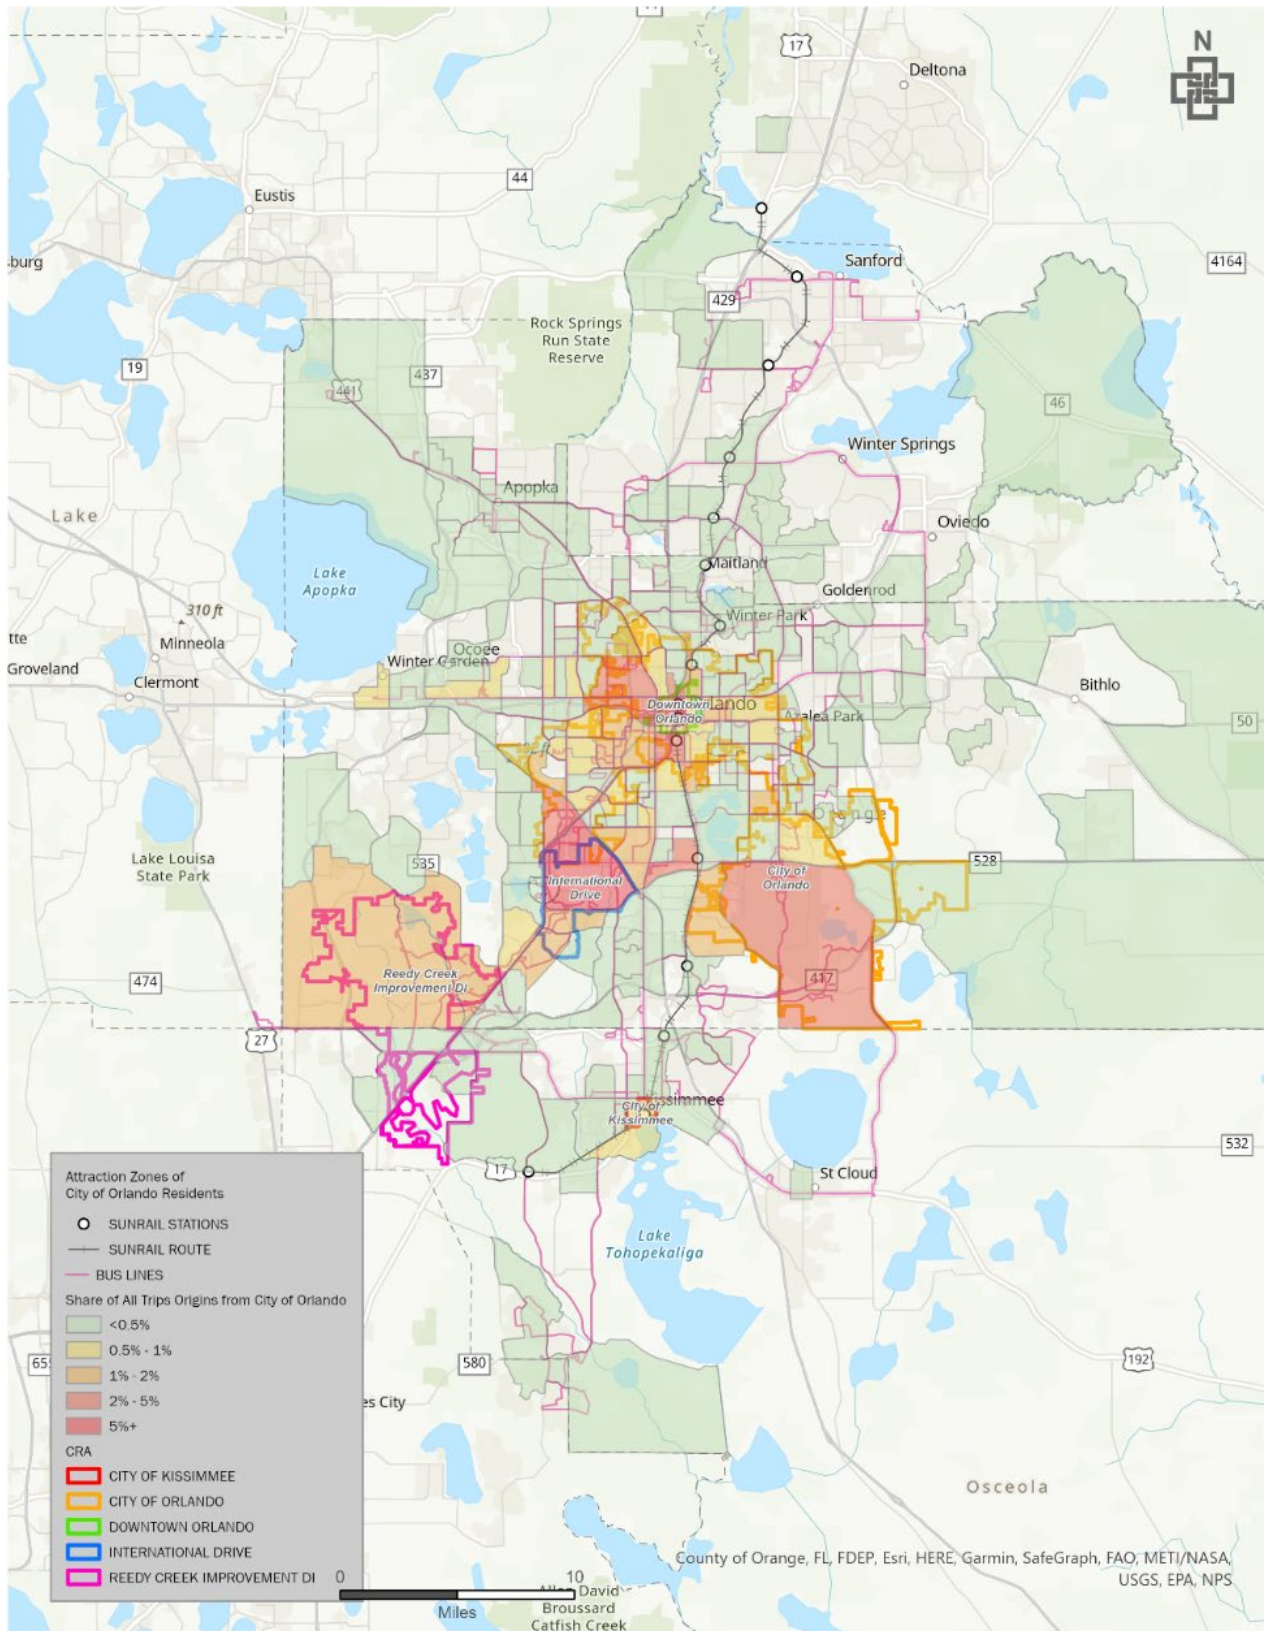 17
N
Deltona
44
Eustis
sburg
Sanford
4164
429
Rock Springs
Run State
Reserve
19
437
441
46
Winter Springs
Apopka
Lake
Oviedo
Maitland
Lake
Apopka
Goldenrod
310 ft
Winter Park
tte
Minneola
Ocoee
Groveland
Winter Garden
Clermont
Bithlo
Downtown
Orlando
Orlando
Azalea Park
50
Orange
Lake Louisa
State Park
535
528
City of
Orlando
International
Drive
474
Reedy Creek
Improvement Di
417
27
Kissimmee
City of
Kissimmee
532
17
St Cloud
Attraction Zones of
City of Orlando Residents
SUNRAIL STATIONS
SUNRAIL ROUTE
BUS LINES
Share of All Trips Origins from City of Orlando
<0.5%
0.5% - 1%
1% - 2%
2% - 5%
5%+
CRA
CITY OF KISSIMMEE
CITY OF ORLANDO
DOWNTOWN ORLANDO
INTERNATIONAL DRIVE
REEDY CREEK IMPROVEMENT DI
Lake
Tohopekaliga
580
192
es City
Osceola
0 10
Miles
County of Orange, FL, FDEP, Esri, HERE, Garmin, SafeGraph, FAO, METI/NASA,
USGS, EPA, NPS
Allen David
Broussard
Catfish Creek